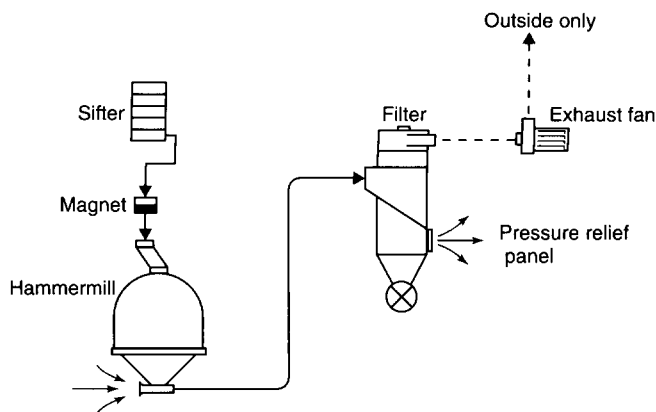 Outside only
Sifter
Filter
Exhaust fan
Magnet
Pressure relief
panel
Hammermill